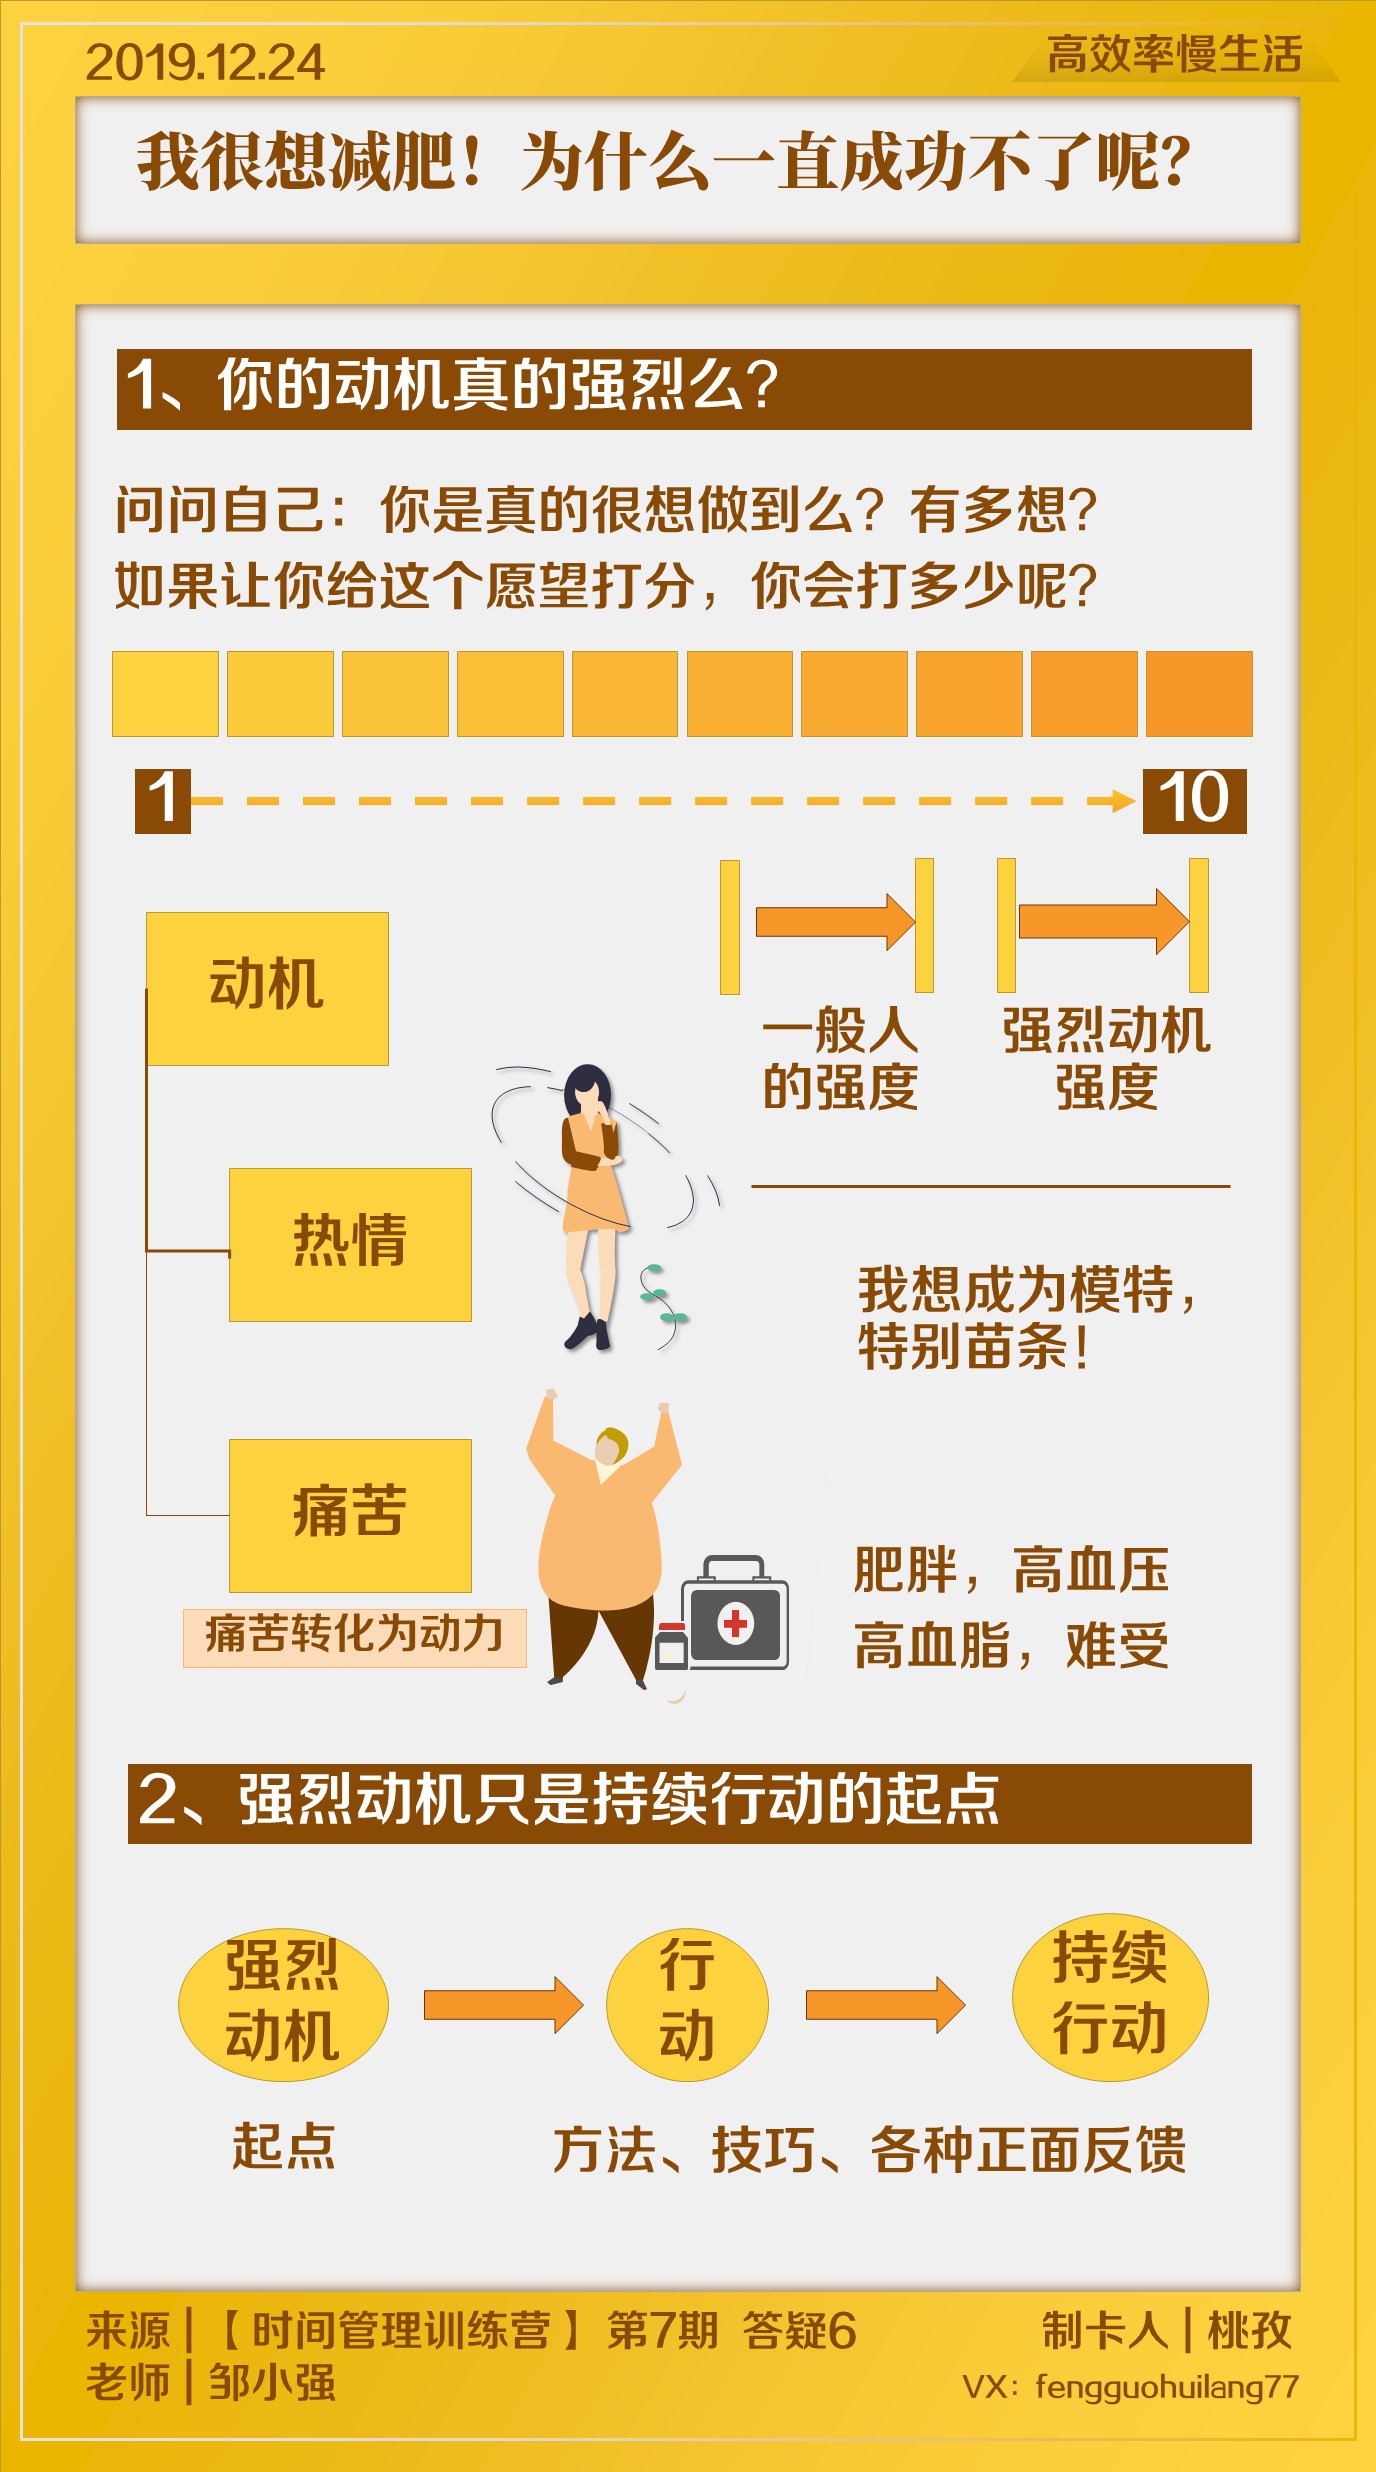 2019.12.24
高效率慢生活
我很想减肥！为什么一直成功不了呢？
1、你的动机真的强烈么？
问问自己：你是真的很想做到么？有多想？
如果让你给这个愿望打分，你会打多少呢？
1
10
动机
一般人
的强度
强烈动机
强度
热情
我想成为模特，
特别苗条！
痛苦
痛苦转化为动力
肥胖，高血压
高血脂，难受
2、强烈动机只是持续行动的起点
强烈
动机
行
动
持续
行动
起点
方法、技巧、各种正面反馈
来源|【时间管理训练营】第7期 答疑6
老师|邹小强
制卡人|桃孜
VX：fengguohuilang77